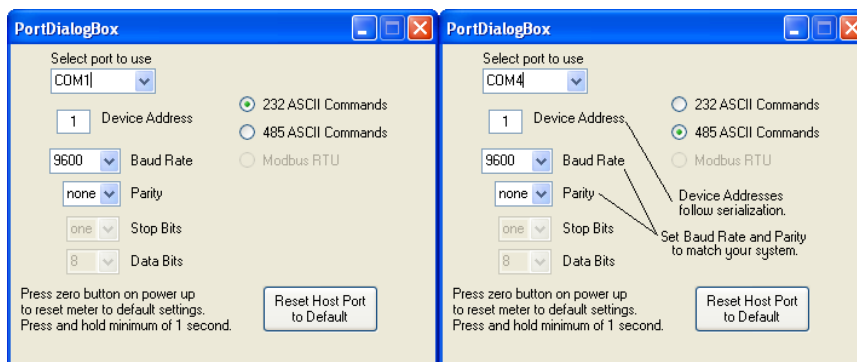 PortDialogBox
Select port to use
COM1
232 ASCII Commands
1 Device Address
485 ASCII Commands
9600 Baud Rate
Modbus RTU
none Parity
one Stop Bits
8 Data Bits
Press zero button on power up
to reset meter to default settings.
Press and hold minimum of 1 second.
Reset Host Port
to Default
PortDialogBox
Select port to use
COM4
232 ASCII Commands
1 Device Address
485 ASCII Commands
9600 Baud Rate
Modbus RTU
none Parity
Device Addresses
follow serialization.
one Stop Bits
Set Baud Rate and Parity
to match your system.
8 Data Bits
Press zero button on power up
to reset meter to default settings.
Press and hold minimum of 1 second.
Reset Host Port
to Default